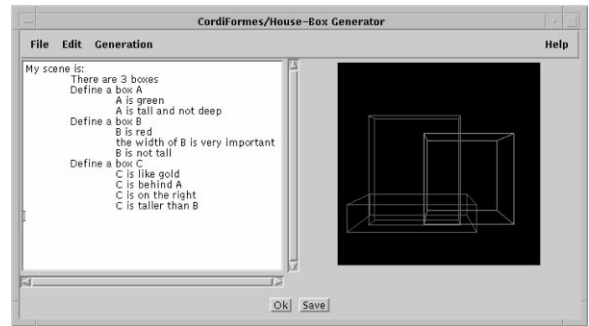 CordiFormes/House-Box Generator
File Edit Generation Help
My scene is:
There are 3 boxes
Define a box A
A is green
A is tall and not deep
Define a box B
B is red
the width of B is very important
B is not tall
Define a box C
C is like gold
C is behind A
C is on the right
C is taller than B
Ok Save